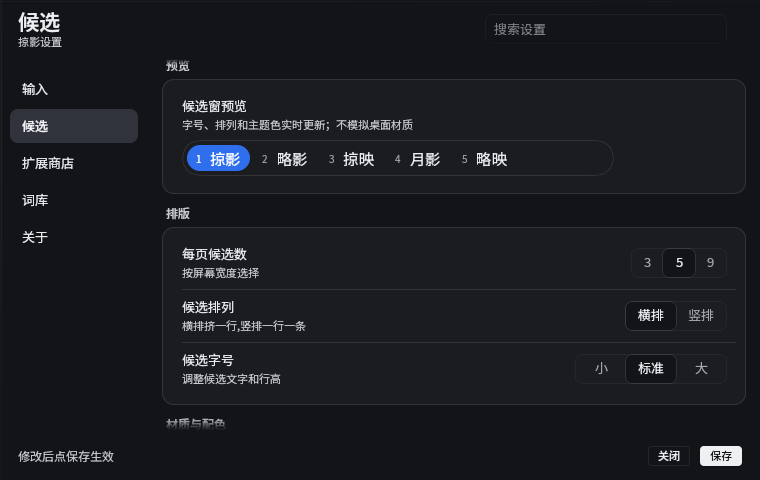 候选
掠影设置
搜索设置
输入
候选
扩展商店
词库
关于
预览
候选窗预览
字号、排列和主题色实时更新；不模拟桌面材质
1 掠影 2 略影 3 掠映 4 月影 5 略映
排版
每页候选数
按屏幕宽度选择
3 5 9
候选排列
横排挤一行,竖排一行一条
横排 竖排
候选字号
调整候选文字和行高
小 标准 大
材质与配色
修改后点保存生效
关闭 保存